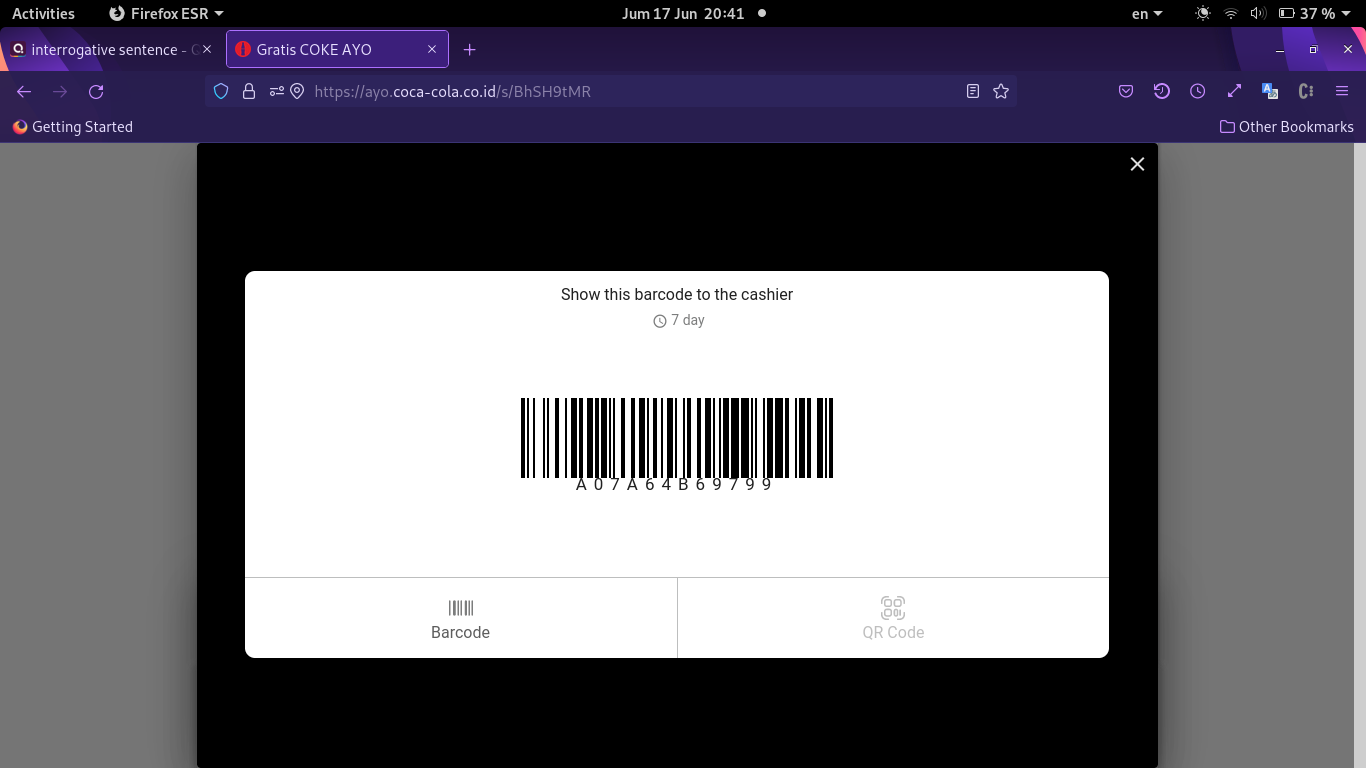 Activities Firefox ESR Jum 17 Jun 20:41 en 37 %
interrogative sentence - Gratis COKE AYO
https://ayo.coca-cola.co.id/s/BhSH9tMR
Getting Started Other Bookmarks
Show this barcode to the cashier
7 day
A07A64B69799
Barcode QR Code